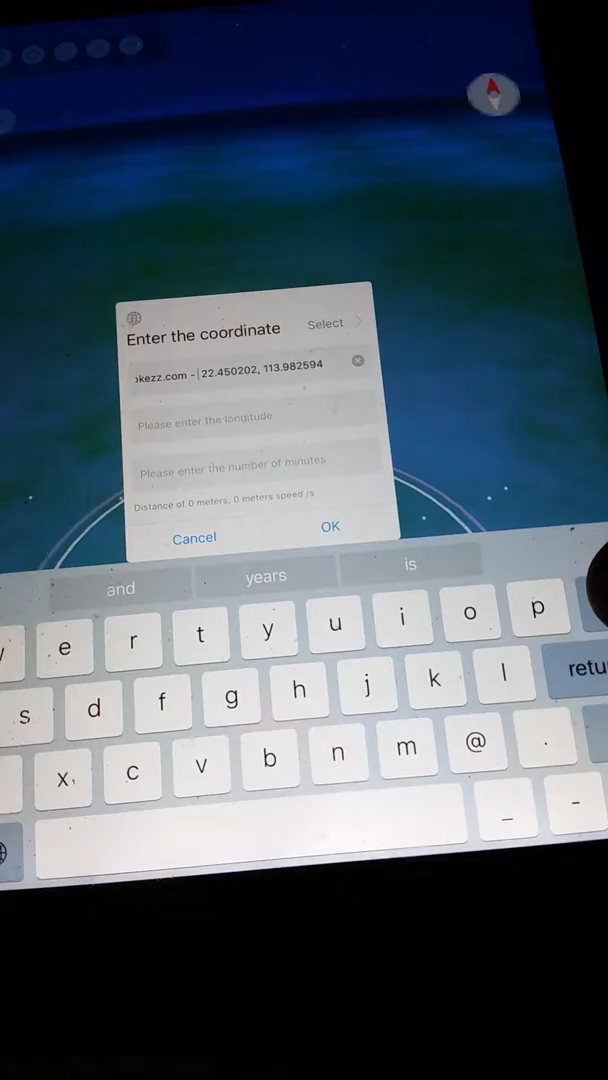 Enter the coordinate
Select
kezz.com - 22.450202, 113.982594
Please enter the longitude
Please enter the number of minutes
Distance of 0 meters, 0 meters speed /s
Cancel
OK
and
years
is
e r t y u i o p
s d f g h j k l
x c v b n m @ .
_ -